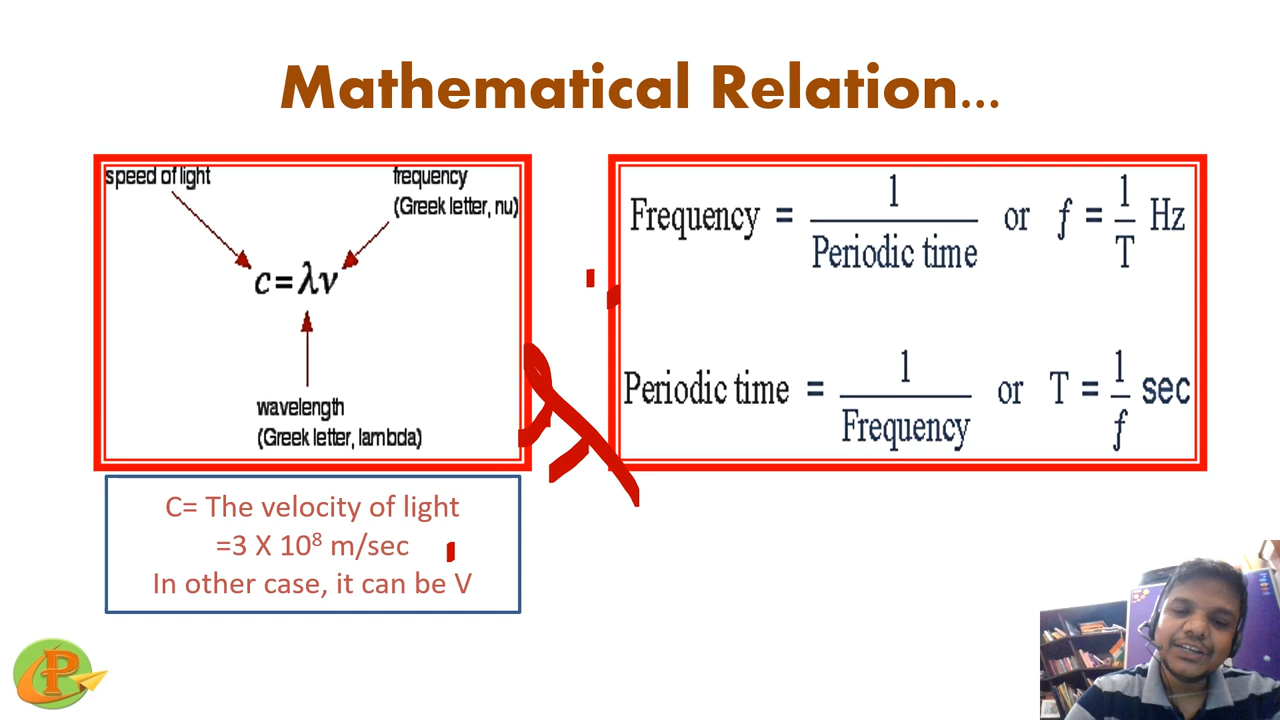 Mathematical Relation...
speed of light
frequency
(Greek letter, nu)
c=λν
wavelength
(Greek letter, lambda)
Frequency = 1/Periodic time or f = 1/T Hz
Periodic time = 1/Frequency or T = 1/f sec
C= The velocity of light
=3 X 10⁸ m/sec
In other case, it can be V
P